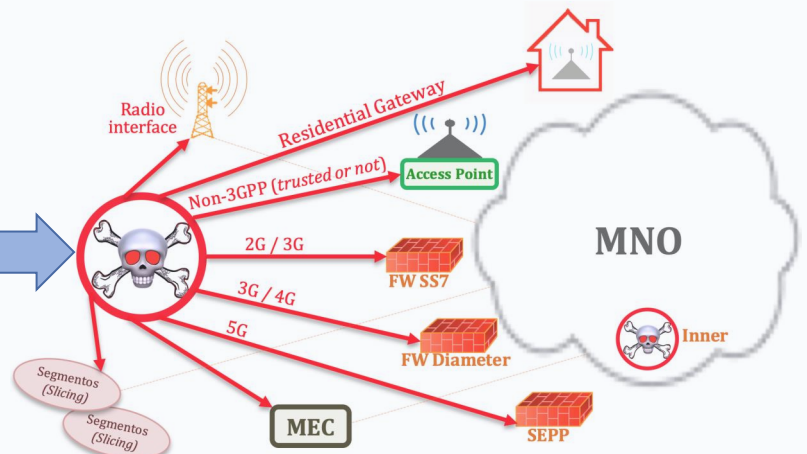 Radio
interface
Residential Gateway
Non-3GPP (trusted or not)
Access Point
MNO
2G / 3G
FW SS7
3G / 4G
FW Diameter
5G
SEPP
Inner
Segmentos
(Slicing)
Segmentos
(Slicing)
MEC